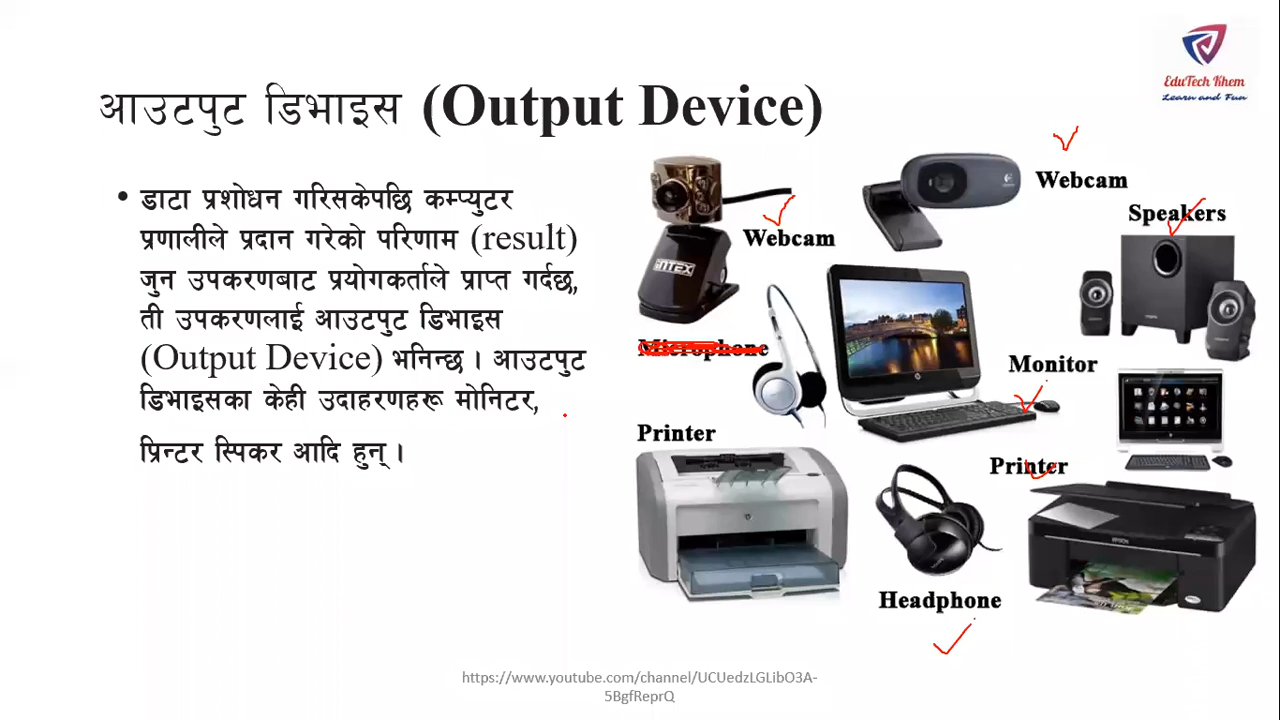 आउटपुट डिभाइस (Output Device)
EduTech Khem
Learn and Fun
• डाटा प्रशोधन गरिसकेपछि कम्प्युटर
प्रणालीले प्रदान गरेको परिणाम (result)
जुन उपकरणबाट प्रयोगकर्ताले प्राप्त गर्दछ,
ती उपकरणलाई आउटपुट डिभाइस
(Output Device) भनिन्छ । आउटपुट
डिभाइसका केही उदाहरणहरू मोनिटर,
प्रिन्टर स्पिकर आदि हुन् ।
Webcam
Speakers
Webcam
INTEX
Microphone
Monitor
Printer
Printer
EPSON
Headphone
https://www.youtube.com/channel/UCUedzLGLibO3A-
5BgfReprQ